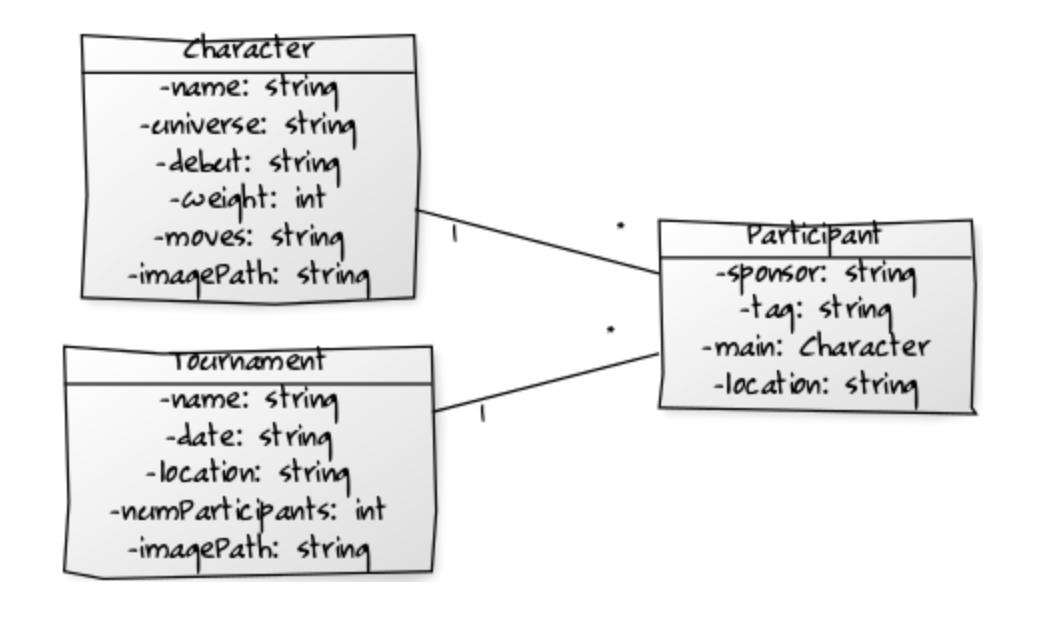 Character
-name: string
-universe: string
-debut: string
-weight: int
-moves: string
-imagePath: string
1
*
Participant
-sponsor: string
-tag: string
-main: Character
-location: string
*
1
Tournament
-name: string
-date: string
-location: string
-numParticipants: int
-imagePath: string